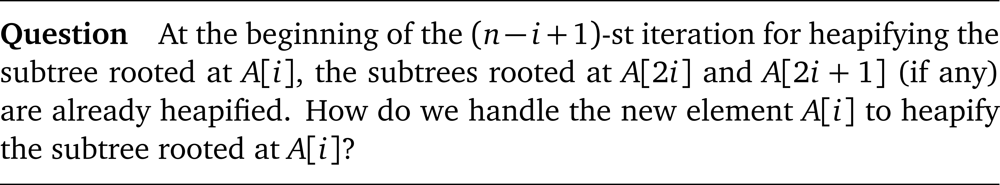 Question At the beginning of the (n−i+1)-st iteration for heapifying the
subtree rooted at A[i], the subtrees rooted at A[2i] and A[2i + 1] (if any)
are already heapified. How do we handle the new element A[i] to heapify
the subtree rooted at A[i]?